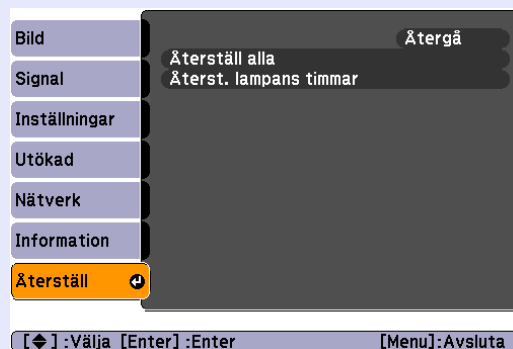 Bild
Signal
Inställningar
Utökad
Nätverk
Information
Återställ
Återgå
Återställ alla
Återst. lampans timmar
[◆] :Välja [Enter] :Enter [Menu]:Avsluta